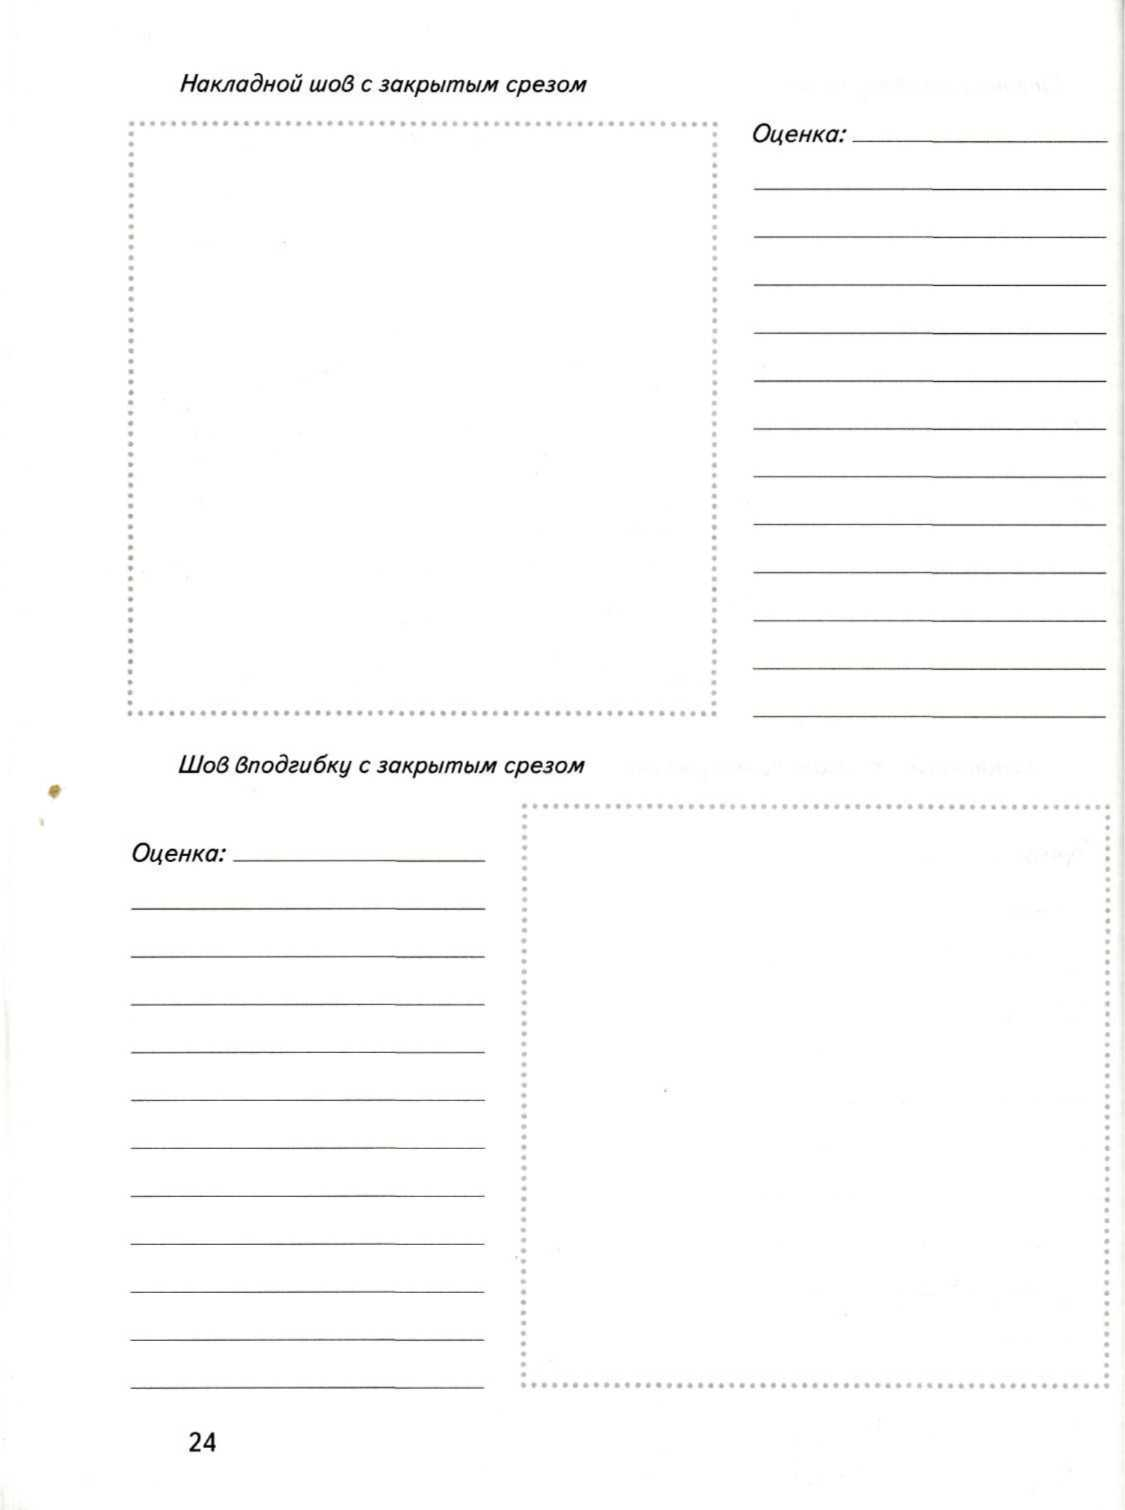 Накладной шов с закрытым срезом
Оценка:
Шов вподгибку с закрытым срезом
Оценка:
24